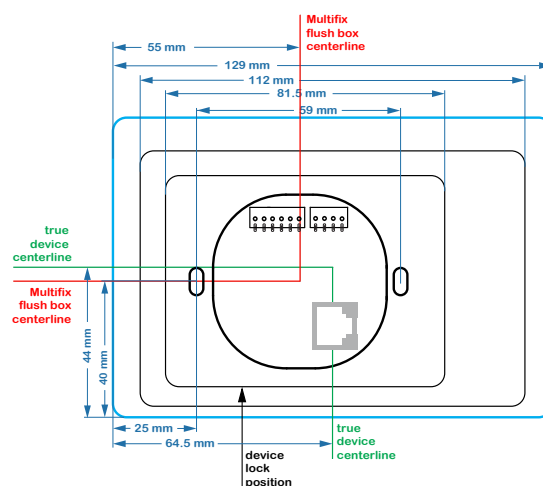 Multifix
flush box
centerline
55 mm
129 mm
112 mm
81.5 mm
59 mm
true
device
centerline
Multifix
flush box
centerline
44 mm
40 mm
25 mm
64.5 mm
device
lock
position
true
device
centerline